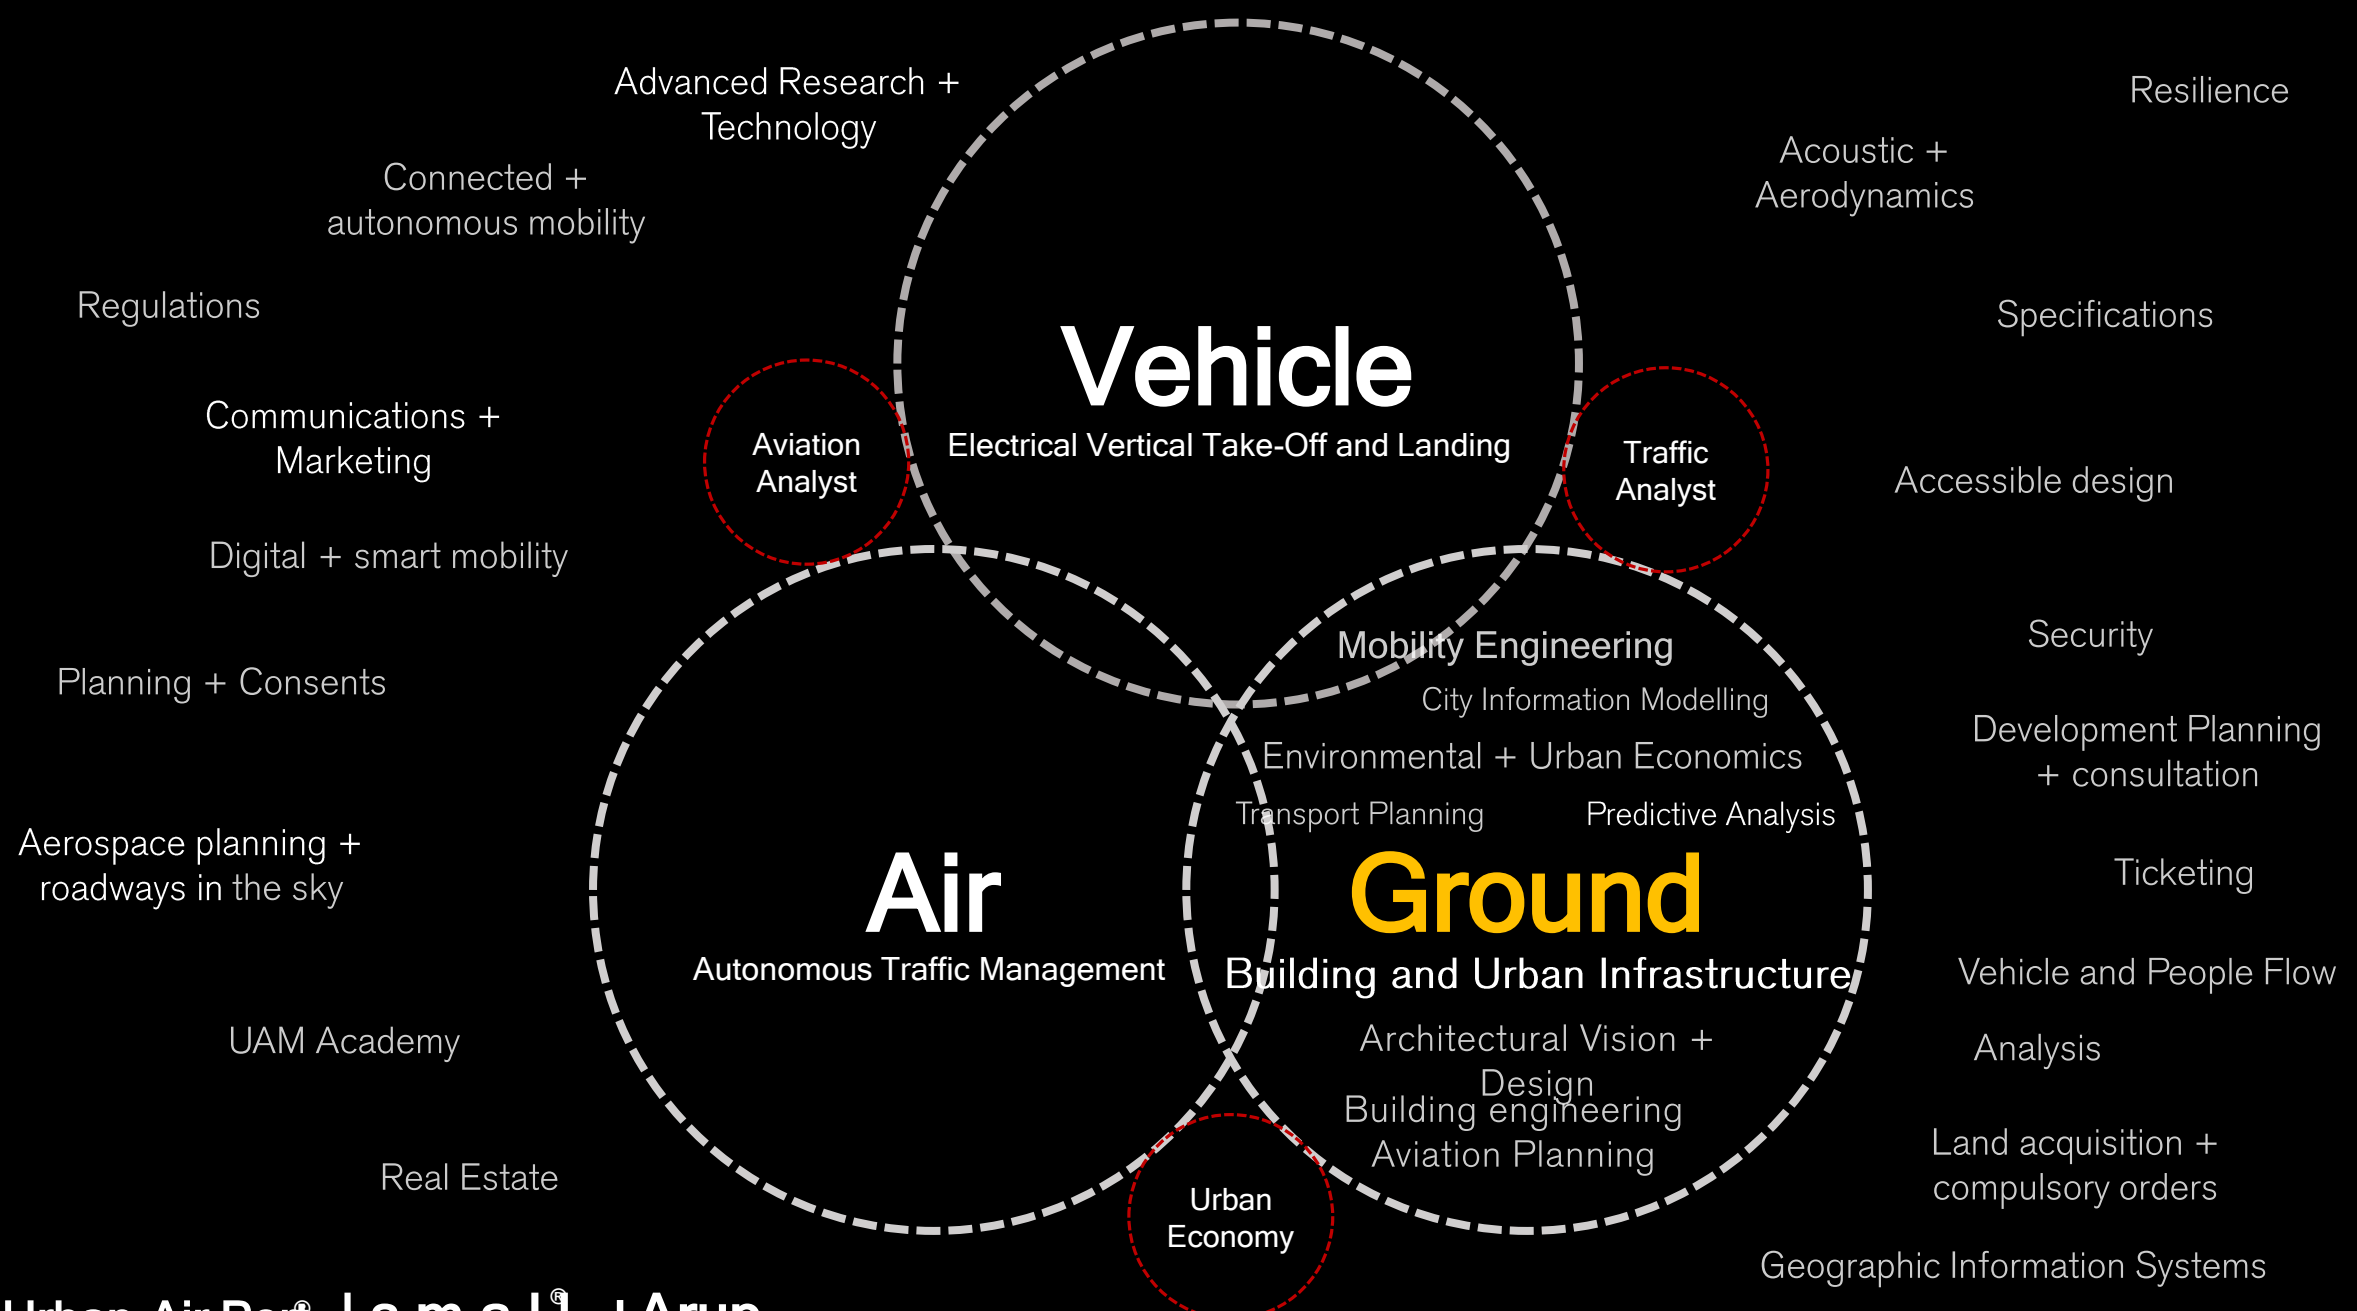 Advanced Research +
Technology
Resilience
Acoustic +
Aerodynamics
Connected +
autonomous mobility
Regulations
Specifications
Vehicle
Electrical Vertical Take-Off and Landing
Communications +
Marketing
Aviation
Analyst
Traffic
Analyst
Accessible design
Digital + smart mobility
Security
Mobility Engineering
City Information Modelling
Planning + Consents
Development Planning
+ consultation
Environmental + Urban Economics
Transport Planning
Predictive Analysis
Aerospace planning +
roadways in the sky
Air
Autonomous Traffic Management
Ground
Building and Urban Infrastructure
Ticketing
Vehicle and People Flow
Analysis
UAM Academy
Architectural Vision +
Design
Building engineering
Aviation Planning
Real Estate
Land acquisition +
compulsory orders
Urban
Economy
Geographic Information Systems
Urban Air Port®
+ Arup